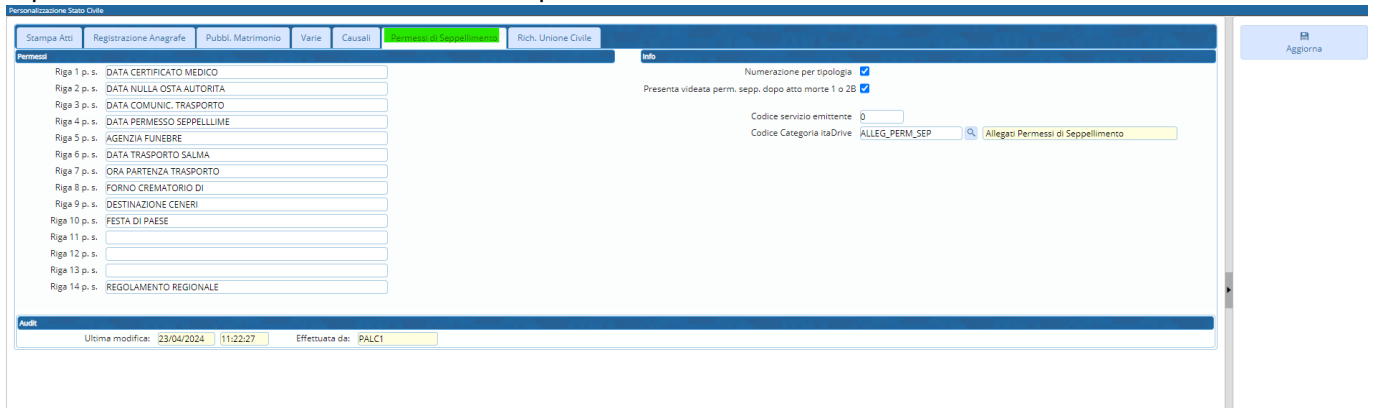 Personalizzazione Stato Civile
Stampa Atti Registrazione Anagrafe Pubbl. Matrimonio Varie Causali Permessi di Seppellimento Rich. Unione Civile
Aggiorna
Permessi
Riga 1 p. s. DATA CERTIFICATO MEDICO
Riga 2 p. s. DATA NULLA OSTA AUTORITA
Riga 3 p. s. DATA COMUNIC. TRASPORTO
Riga 4 p. s. DATA PERMESSO SEPPELLLIME
Riga 5 p. s. AGENZIA FUNEBRE
Riga 6 p. s. DATA TRASPORTO SALMA
Riga 7 p. s. ORA PARTENZA TRASPORTO
Riga 8 p. s. FORNO CREMATORIO DI
Riga 9 p. s. DESTINAZIONE CENERI
Riga 10 p. s. FESTA DI PAESE
Riga 11 p. s.
Riga 12 p. s.
Riga 13 p. s.
Riga 14 p. s. REGOLAMENTO REGIONALE
Info
Numerazione per tipologia
Presenta videata perm. sepp. dopo atto morte 1 o 2B
Codice servizio emittente 0
Codice Categoria itaDrive ALLEG_PERM_SEP Allegati Permessi di Seppellimento
Audit
Ultima modifica: 23/04/2024 11:22:27 Effettuata da: PALC1